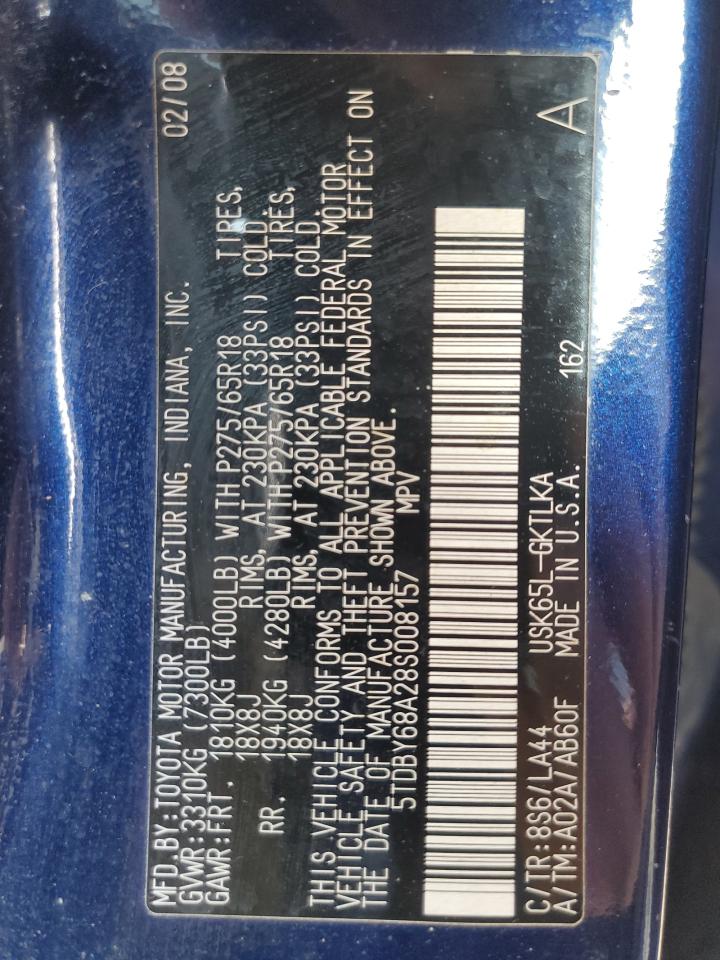 MFD.BY:TOYOTA MOTOR MANUFACTURING, INDIANA, INC. 02/08
GVWR:3310KG(7300LB)
GAWR:FRT. 1810KG (4000LB) WITH P275/65R18 TIRES,
18X8J RIMS, AT 230KPA (33PSI) COLD.
RR. 1940KG (4280LB) WITH P275/65R18 TIRES,
18X8J RIMS, AT 230KPA (33PSI) COLD.
THIS VEHICLE CONFORMS TO ALL APPLICABLE FEDERAL MOTOR
VEHICLE SAFETY AND THEFT PREVENTION STANDARDS IN EFFECT ON
THE DATE OF MANUFACTURE SHOWN ABOVE.
5TDBY68A28S008157 MPV
C/TR:8S6/LA44 USK65L-GKTLKA
A/TM:A02A/AB60F MADE IN U.S.A. 162 A